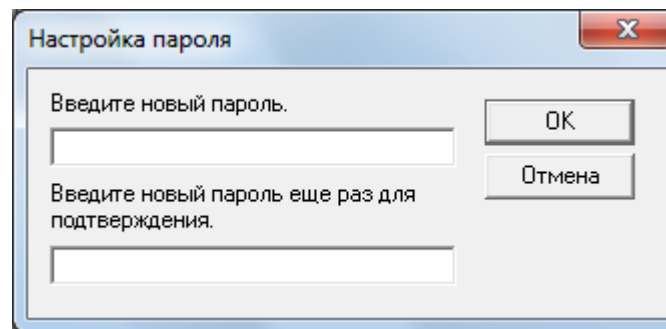 Настройка пароля
Введите новый пароль.
OK
Отмена
Введите новый пароль еще раз для
подтверждения.